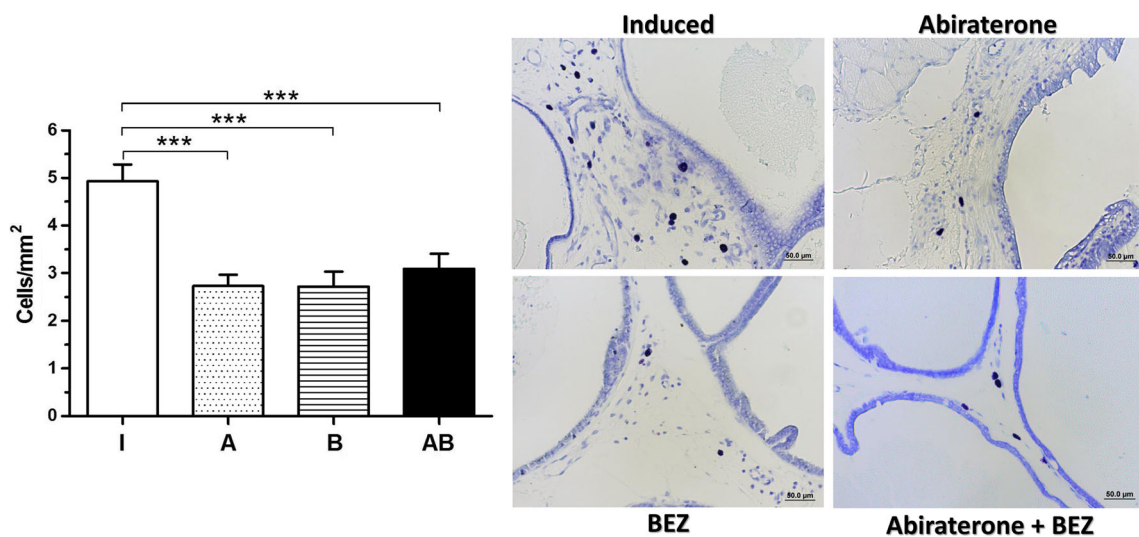 Induced
Abiraterone
***
***
***
6
5
4
3
2
1
0
Cells/mm²
I
A
B
AB
50.0 µm
50.0 µm
50.0 µm
50.0 µm
BEZ
Abiraterone + BEZ